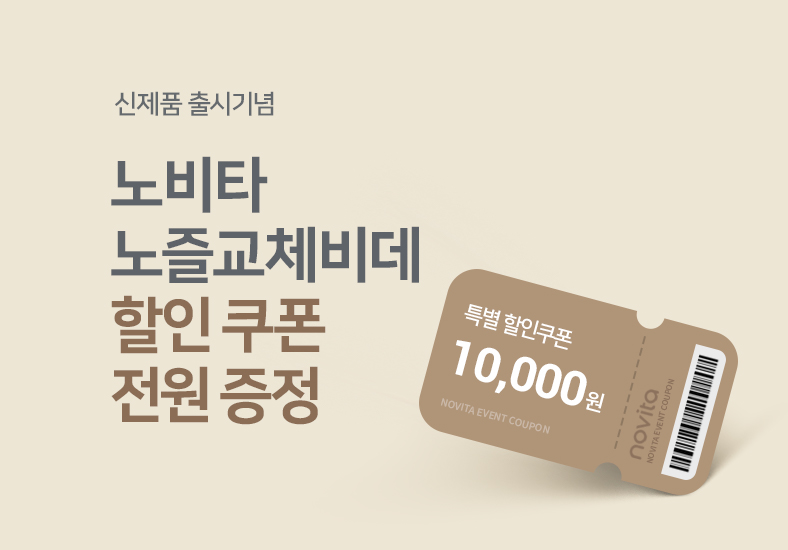 신제품 출시기념
노비타
노즐교체비데
할인 쿠폰
전원 증정
특별 할인쿠폰
10,000원
NOVITA EVENT COUPON
novita
NOVITA EVENT COUPON